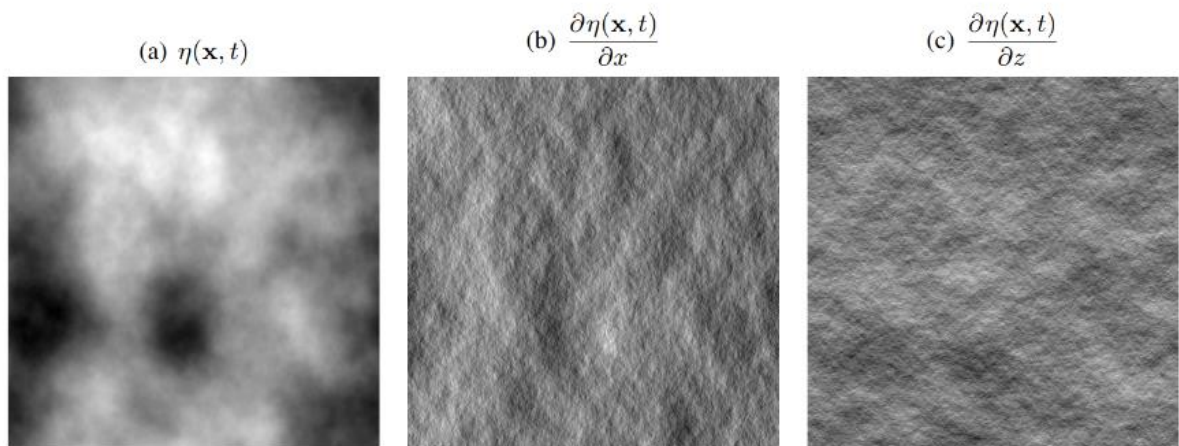 (a) η(x, t)
(b) ∂η(x, t)/∂x
(c) ∂η(x, t)/∂z